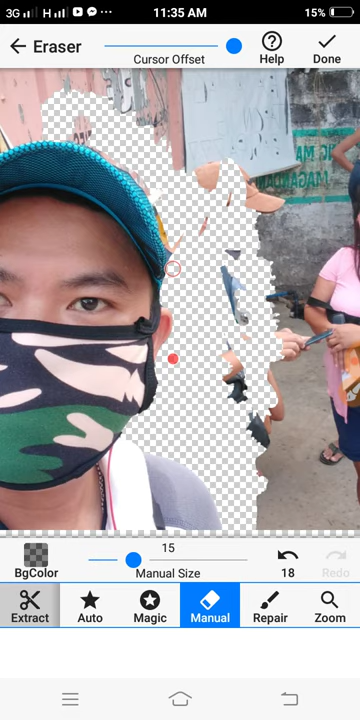 3G H 11:35 AM 15%
Eraser
Cursor Offset
Help
Done
15
BgColor
Manual Size
18
Redo
Extract
Auto
Magic
Manual
Repair
Zoom